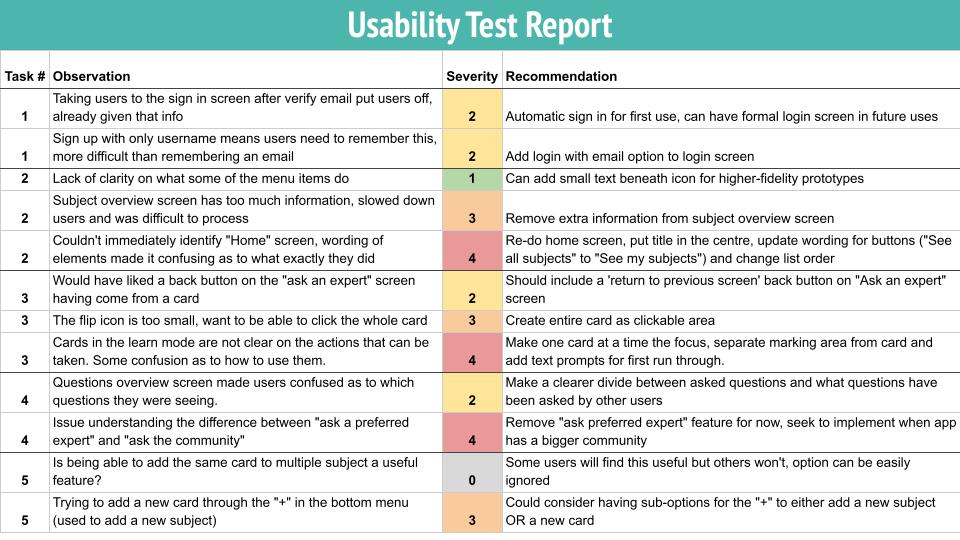 Usability Test Report
Task # Observation Severity Recommendation
Taking users to the sign in screen after verify email put users off,
1 already given that info 2 Automatic sign in for first use, can have formal login screen in future uses
Sign up with only username means users need to remember this,
1 more difficult than remembering an email 2 Add login with email option to login screen
2 Lack of clarity on what some of the menu items do 1 Can add small text beneath icon for higher-fidelity prototypes
Subject overview screen has too much information, slowed down
2 users and was difficult to process 3 Remove extra information from subject overview screen
Couldn't immediately identify "Home" screen, wording of Re-do home screen, put title in the centre, update wording for buttons ("See
2 elements made it confusing as to what exactly they did 4 all subjects" to "See my subjects") and change list order
Would have liked a back button on the "ask an expert" screen Should include a 'return to previous screen' back button on "Ask an expert"
3 having come from a card 2 screen
3 The flip icon is too small, want to be able to click the whole card 3 Create entire card as clickable area
Cards in the learn mode are not clear on the actions that can be Make one card at a time the focus, separate marking area from card and
3 taken. Some confusion as to how to use them. 4 add text prompts for first run through.
Questions overview screen made users confused as to which Make a clearer divide between asked questions and what questions have
4 questions they were seeing. 2 been asked by other users
Issue understanding the difference between "ask a preferred Remove "ask preferred expert" feature for now, seek to implement when app
4 expert" and "ask the community" 4 has a bigger community
Is being able to add the same card to multiple subject a useful Some users will find this useful but others won't, option can be easily
5 feature? 0 ignored
Trying to add a new card through the "+" in the bottom menu Could consider having sub-options for the "+" to either add a new subject
5 (used to add a new subject) 3 OR a new card